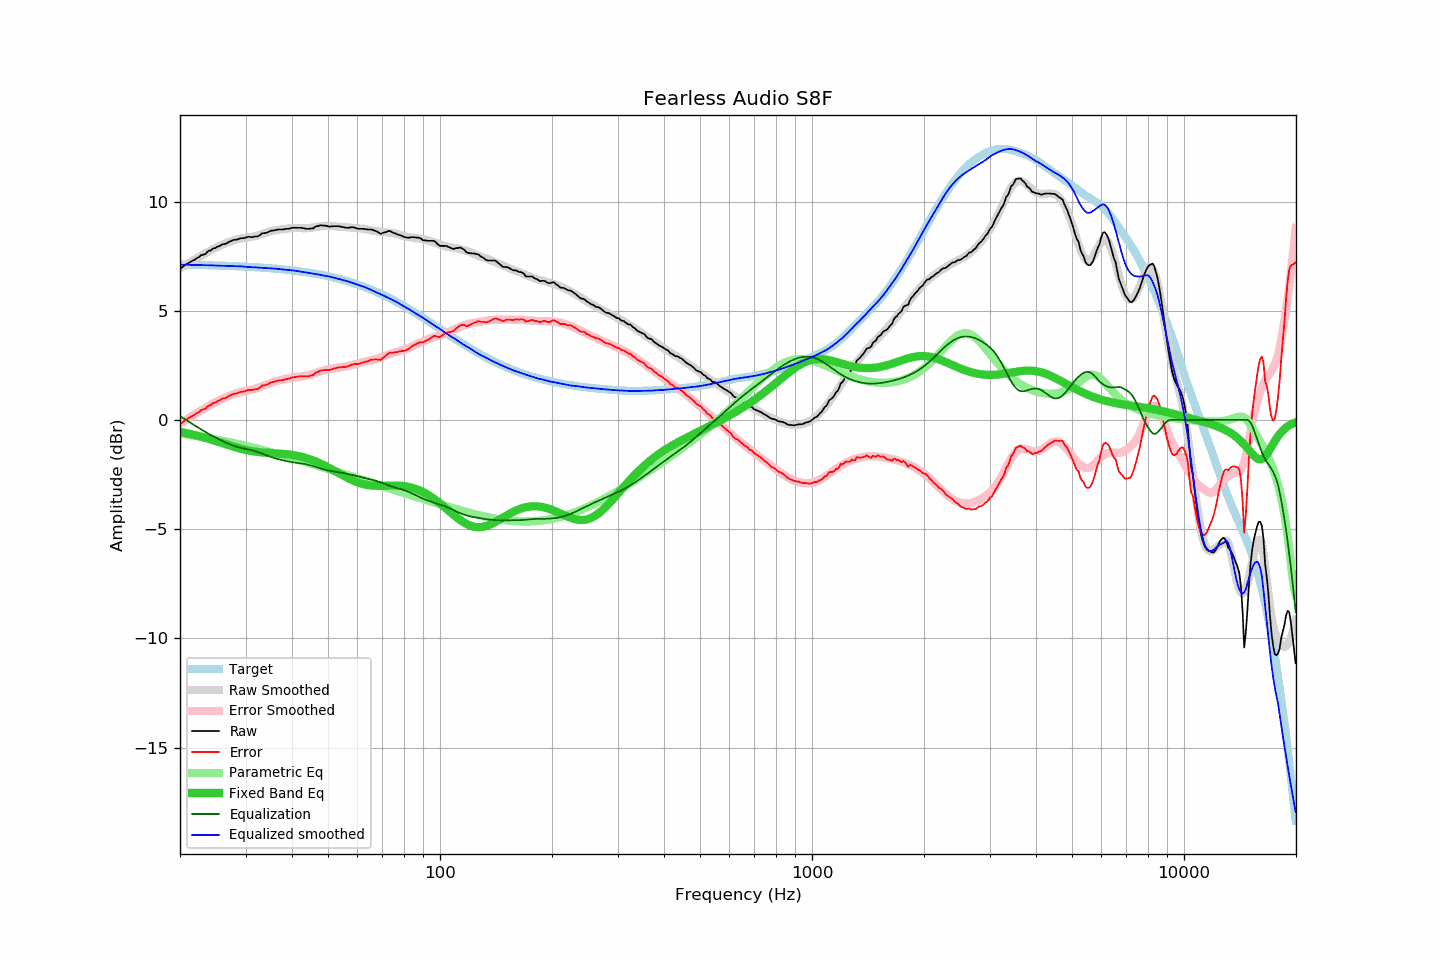 Fearless Audio S8F
Amplitude (dBr)
10
5
0
−5
−10
−15
Target
Raw Smoothed
Error Smoothed
Raw
Error
Parametric Eq
Fixed Band Eq
Equalization
Equalized smoothed
100
1000
10000
Frequency (Hz)